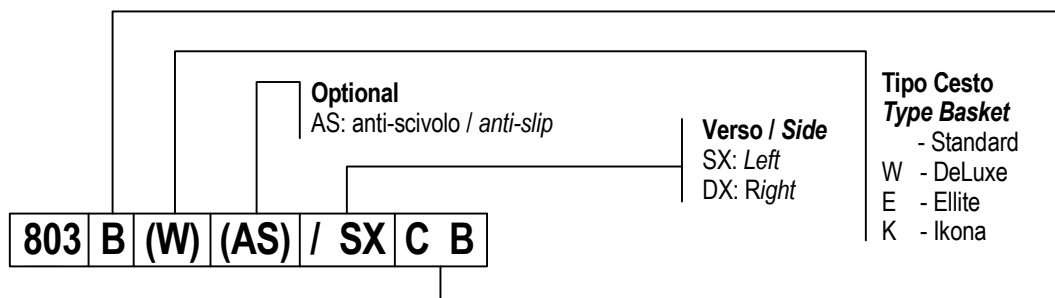 Optional
AS: anti-scivolo / anti-slip
Verso / Side
SX: Left
DX: Right
Tipo Cesto
Type Basket
- Standard
W - DeLuxe
E - Ellite
K - Ikona
803 B (W) (AS) / SX C B